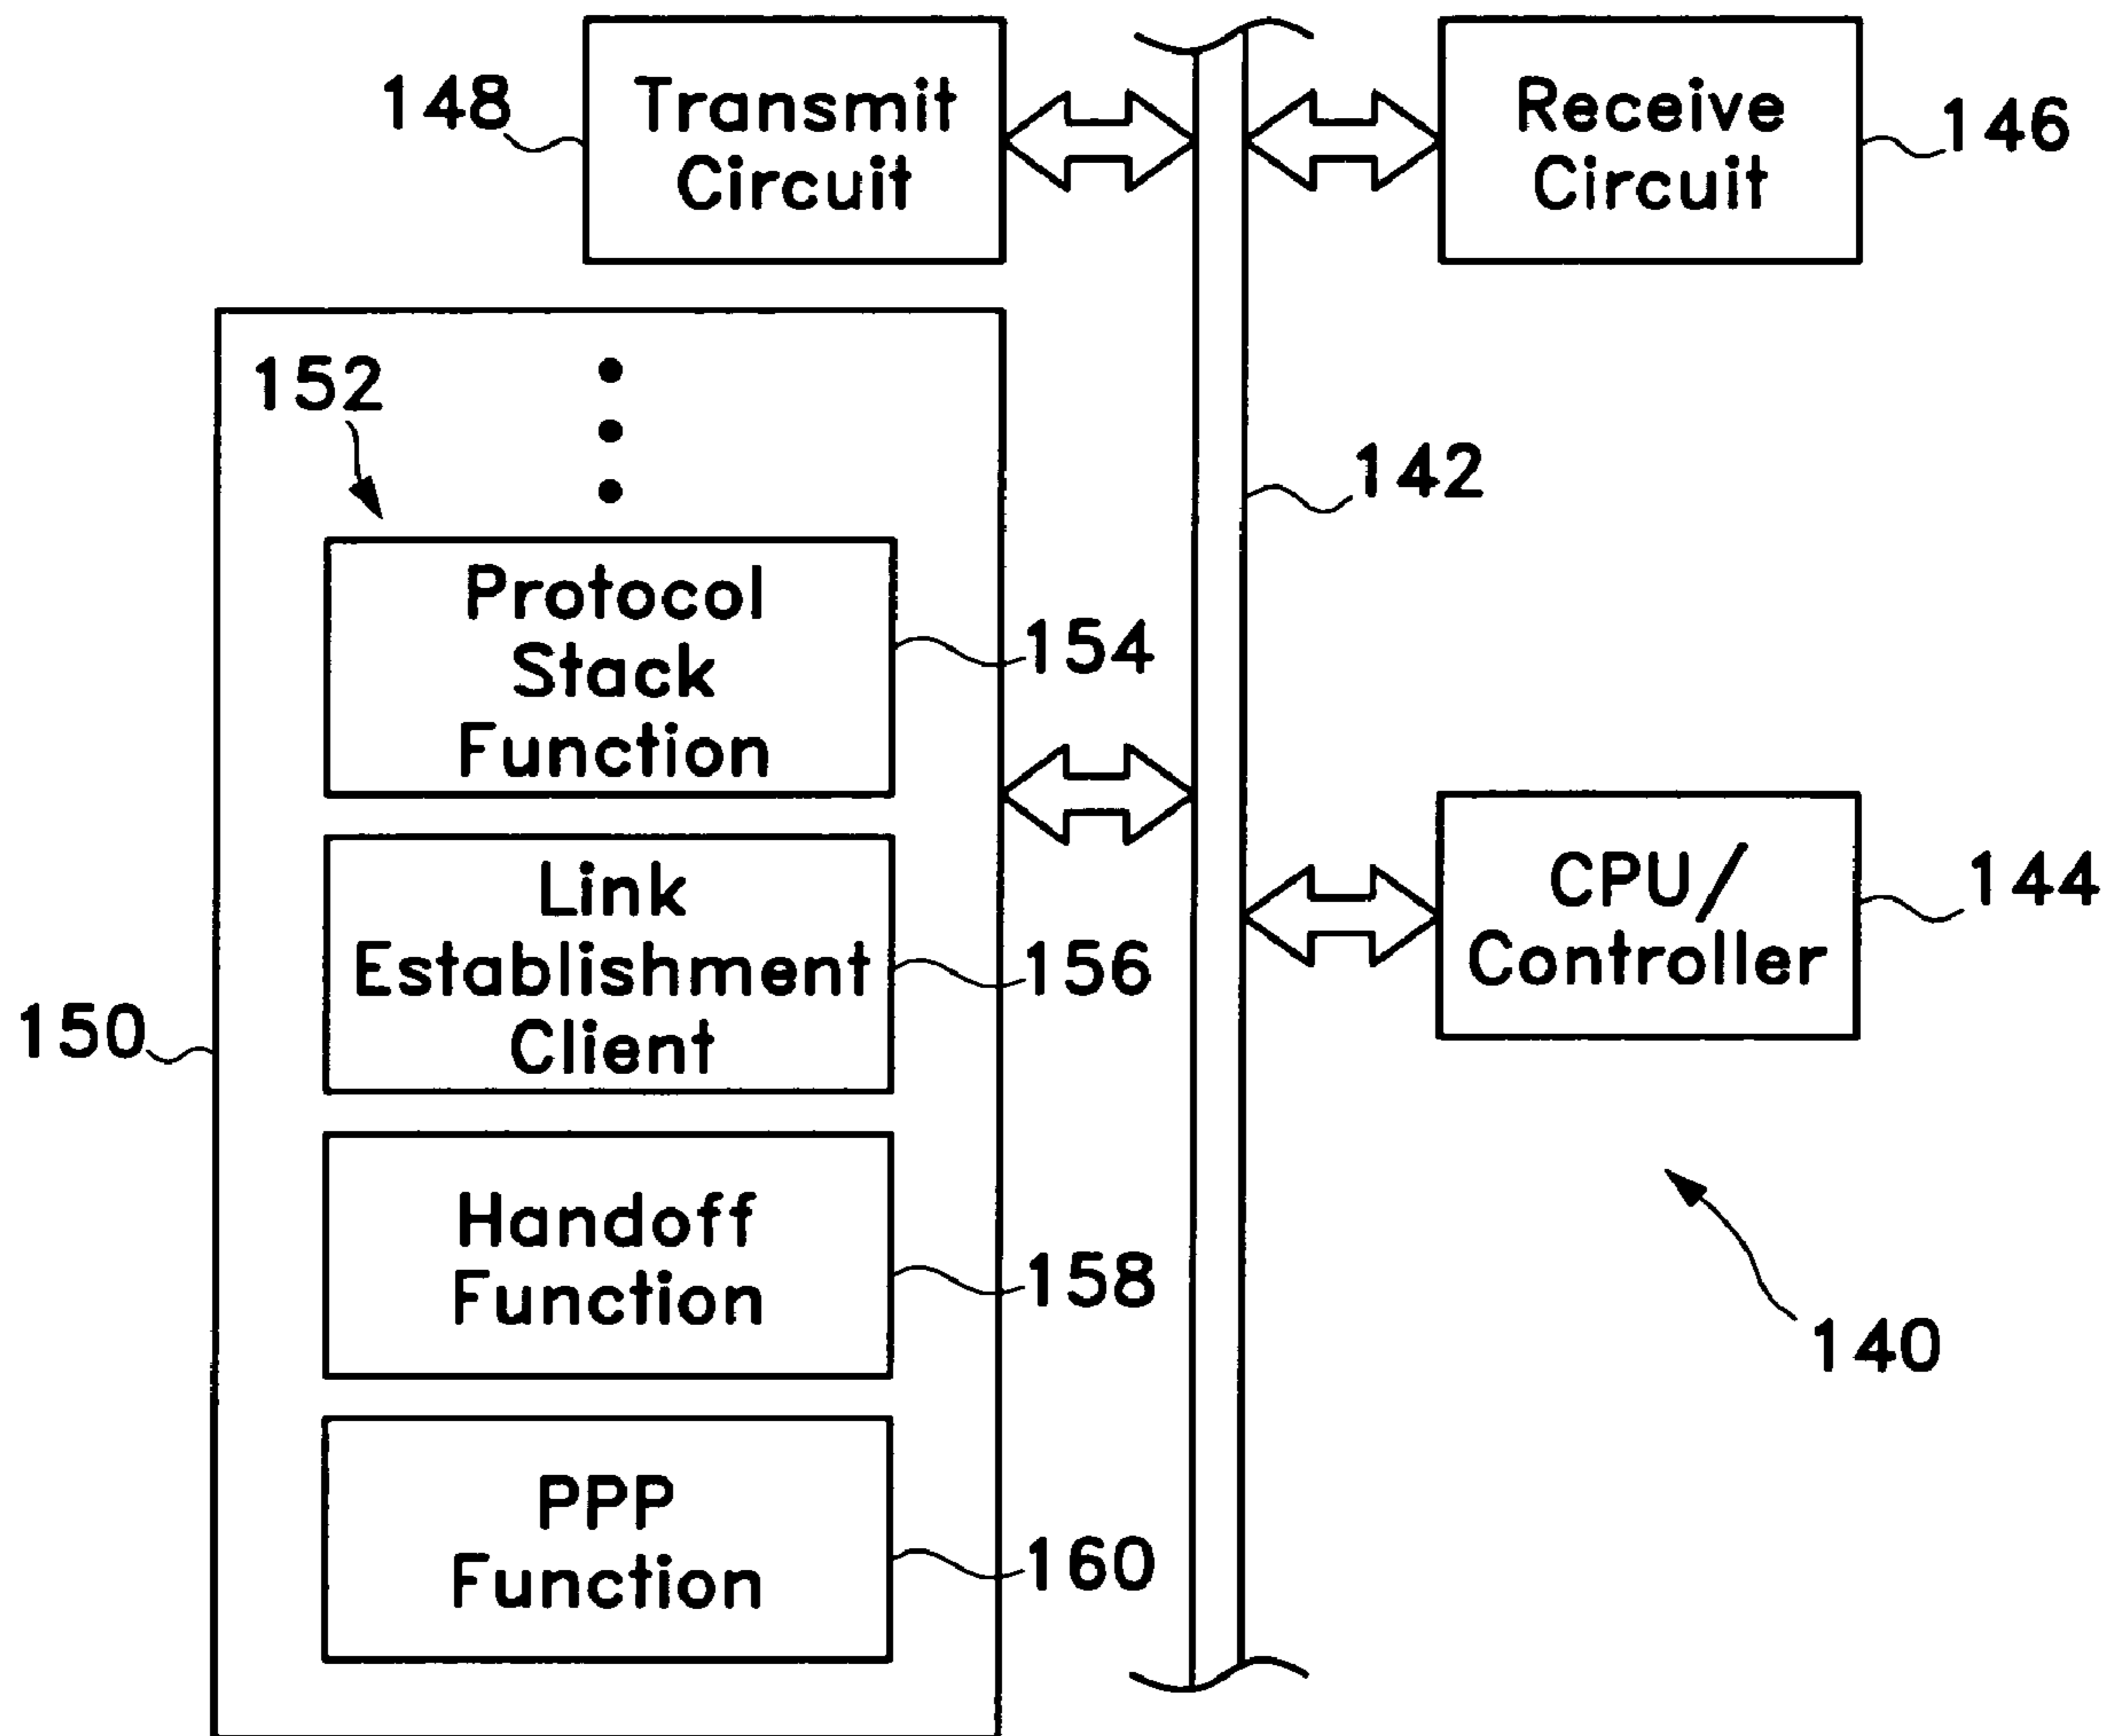 148
Transmit
Circuit
Receive
Circuit
146
152
142
Protocol
Stack
Function
154
Link
Establishment
Client
156
CPU/
Controller
144
150
Handoff
Function
158
140
PPP
Function
160